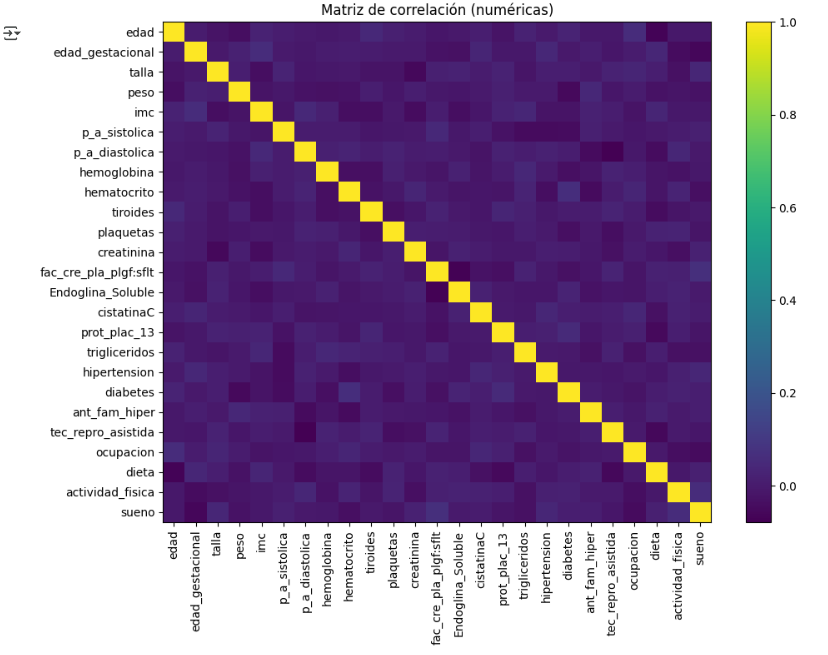 Matriz de correlación (numéricas)
edad
edad_gestacional
talla
peso
imc
p_a_sistolica
p_a_diastolica
hemoglobina
hematocrito
tiroides
plaquetas
creatinina
fac_cre_pla_plgf:sflt
Endoglina_Soluble
cistatinaC
prot_plac_13
trigliceridos
hipertension
diabetes
ant_fam_hiper
tec_repro_asistida
ocupacion
dieta
actividad_fisica
sueno
edad
edad_gestacional
talla
peso
imc
p_a_sistolica
p_a_diastolica
hemoglobina
hematocrito
tiroides
plaquetas
creatinina
fac_cre_pla_plgf:sflt
Endoglina_Soluble
cistatinaC
prot_plac_13
trigliceridos
hipertension
diabetes
ant_fam_hiper
tec_repro_asistida
ocupacion
dieta
actividad_fisica
sueno
1.0
0.8
0.6
0.4
0.2
0.0